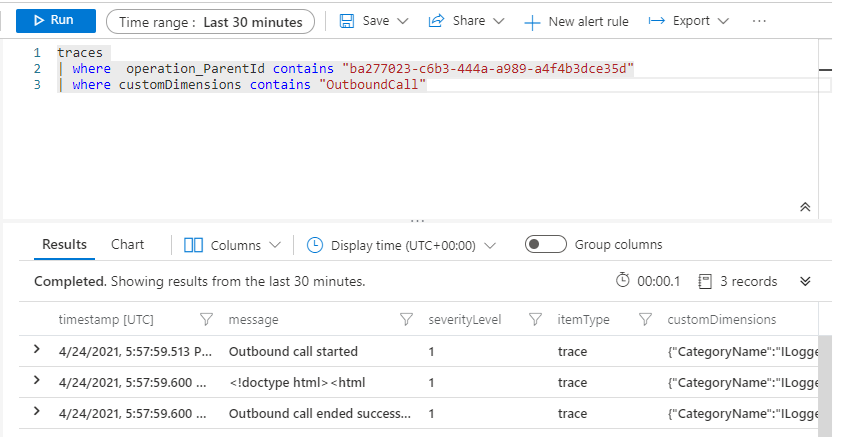 Run Time range : Last 30 minutes Save Share New alert rule Export ...
1 traces
2 | where operation_ParentId contains "ba277023-c6b3-444a-a989-a4f4b3dce35d"
3 | where customDimensions contains "OutboundCall"
Results Chart Columns Display time (UTC+00:00) Group columns
Completed. Showing results from the last 30 minutes. 00:00.1 3 records
timestamp [UTC] message severityLevel itemType customDimensions
4/24/2021, 5:57:59.513 P... Outbound call started 1 trace {"CategoryName":"ILogge
4/24/2021, 5:57:59.600 ... <!doctype html><html 1 trace {"CategoryName":"ILogge
4/24/2021, 5:57:59.600 ... Outbound call ended success... 1 trace {"CategoryName":"ILogge